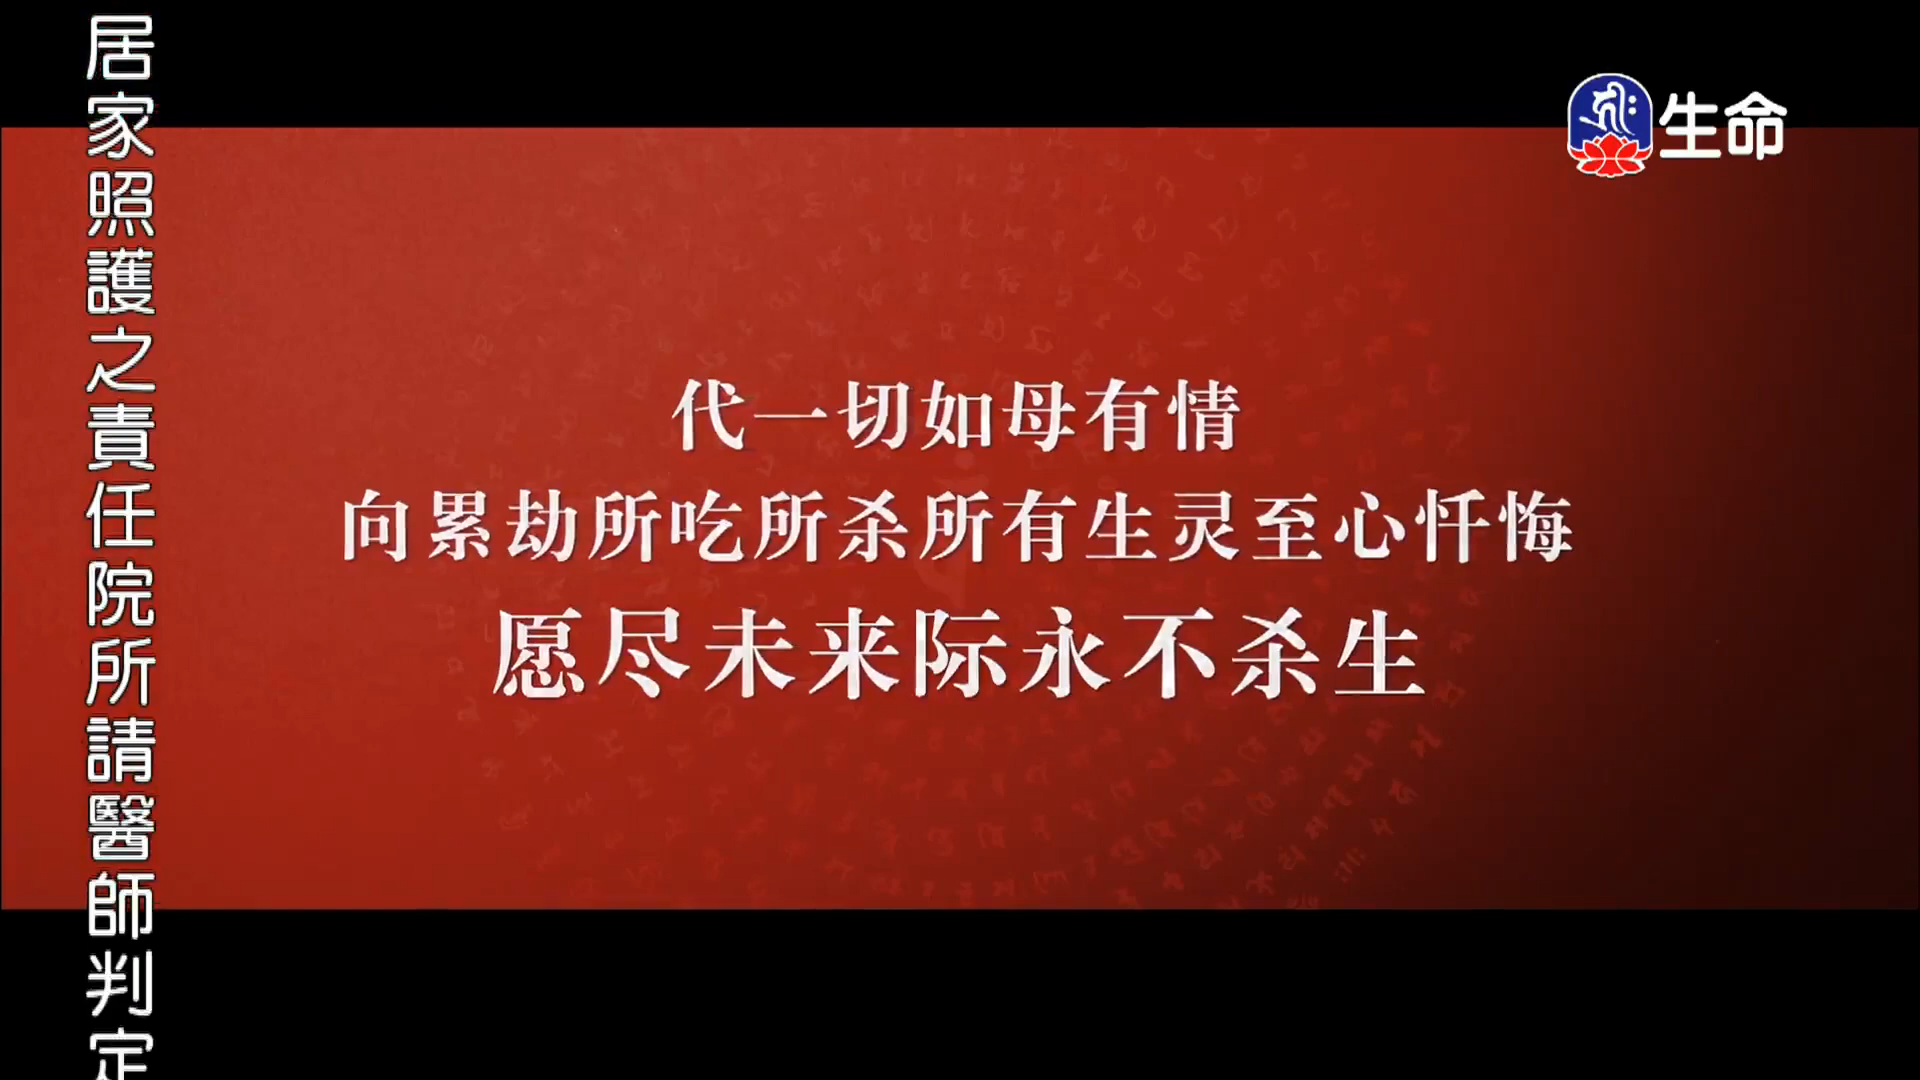 居家照護之責任院所請醫師判定
生命
代一切如母有情
向累劫所吃所杀所有生灵至心忏悔
愿尽未来际永不杀生